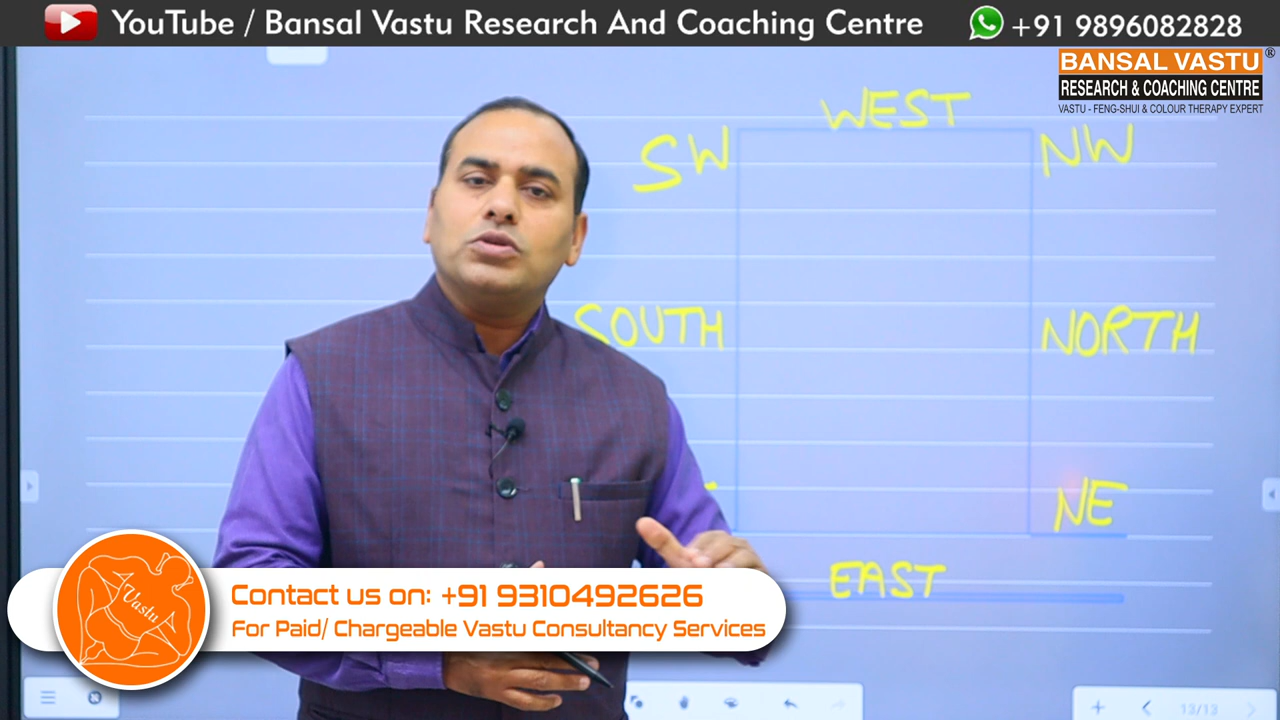 YouTube / Bansal Vastu Research And Coaching Centre
+91 9896082828
BANSAL VASTU®
RESEARCH & COACHING CENTRE
VASTU - FENG-SHUI & COLOUR THERAPY EXPERT
WEST
SW
NW
SOUTH
NORTH
NE
EAST
Vastu
Contact us on: +91 9310492626
For Paid/ Chargeable Vastu Consultancy Services
13/13